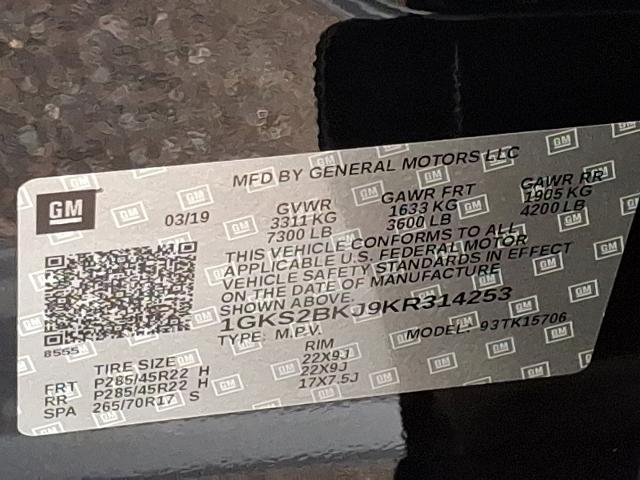 MFD BY GENERAL MOTORS LLC
GM
03/19
GVWR GAWR FRT GAWR RR
3311 KG 1633 KG 1905 KG
7300 LB 3600 LB 4200 LB
THIS VEHICLE CONFORMS TO ALL
APPLICABLE U.S. FEDERAL MOTOR
VEHICLE SAFETY STANDARDS IN EFFECT
ON THE DATE OF MANUFACTURE
SHOWN ABOVE.
1GKS2BKJ9KR314253
TYPE: M.P.V. MODEL: 93TK15706
8555
TIRE SIZE RIM
FRT P285/45R22 H 22X9J
RR P285/45R22 H 22X9J
SPA 265/70R17 S 17X7.5J